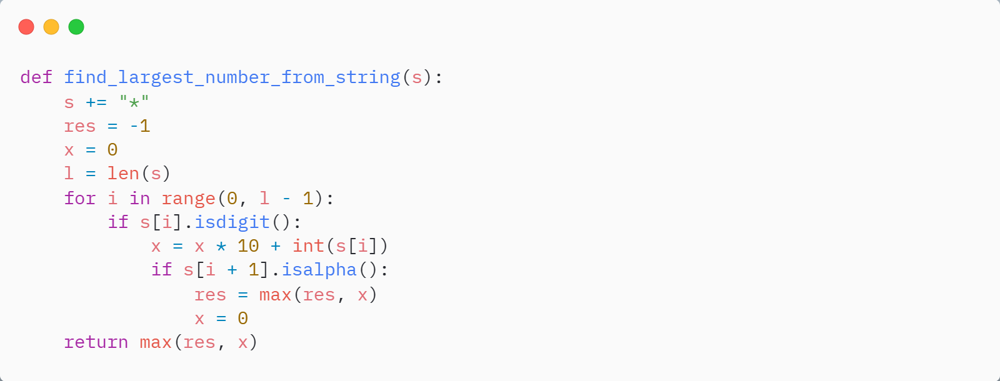 def find_largest_number_from_string(s):
    s += "*"
    res = -1
    x = 0
    l = len(s)
    for i in range(0, l - 1):
        if s[i].isdigit():
            x = x * 10 + int(s[i])
            if s[i + 1].isalpha():
                res = max(res, x)
                x = 0
    return max(res, x)